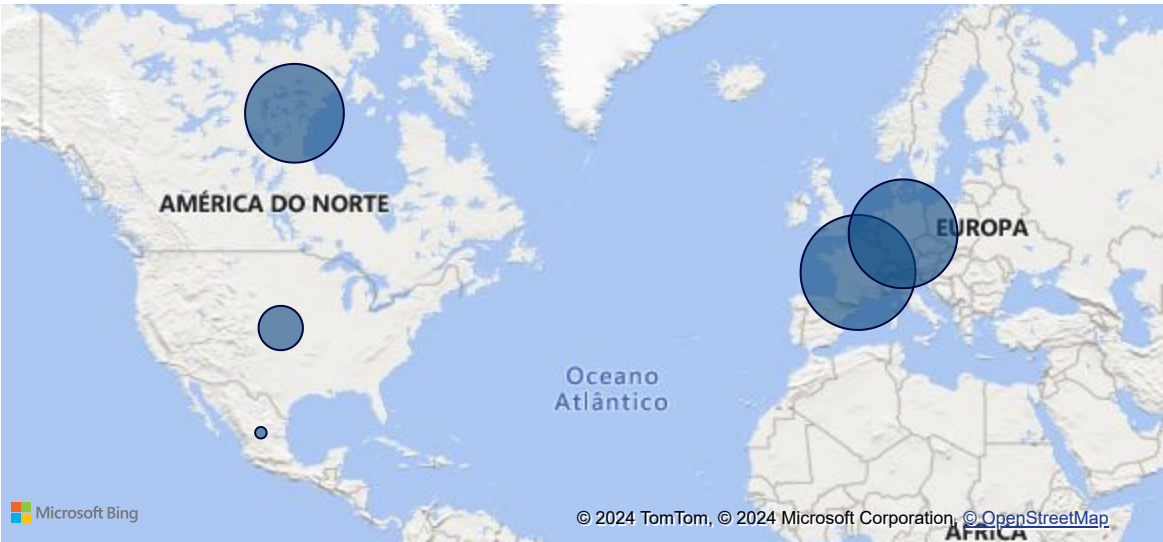 AMÉRICA DO NORTE
EUROPA
Oceano
Atlântico
Microsoft Bing
© 2024 TomTom, © 2024 Microsoft Corporation, © OpenStreetMap
ÁFRICA